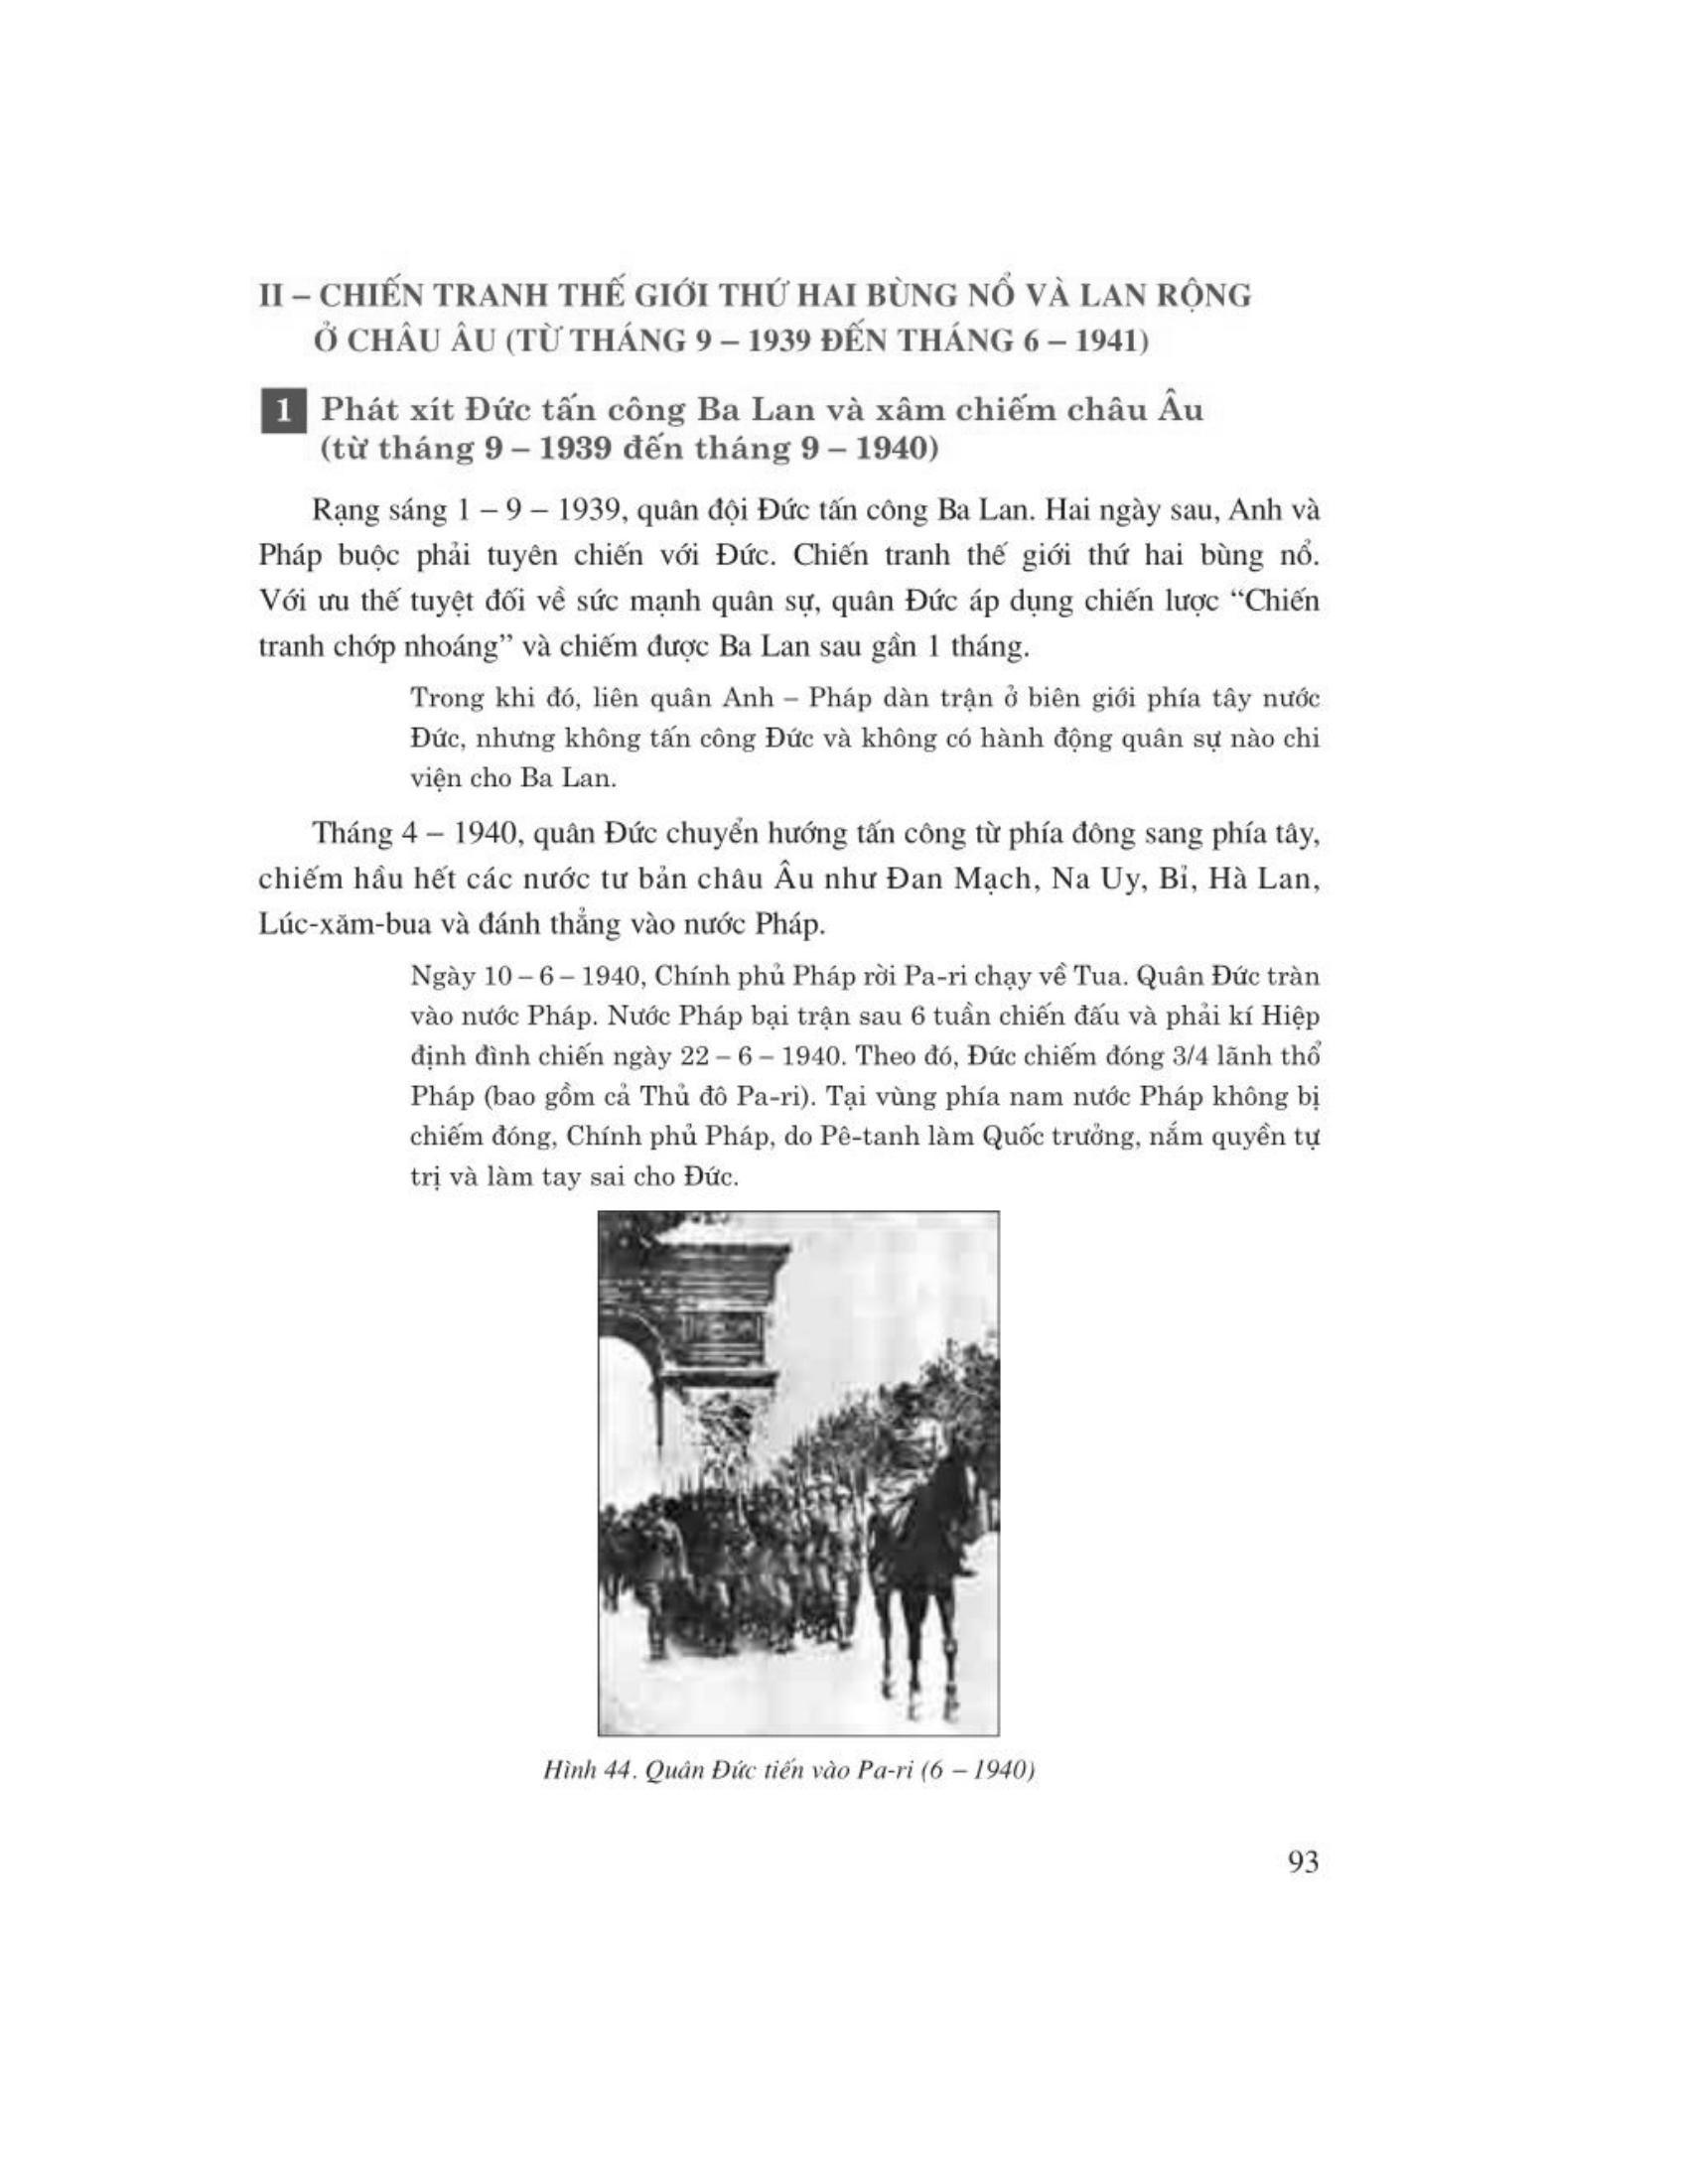 II – CHIẾN TRANH THẾ GIỚI THỨ HAI BÙNG NỔ VÀ LAN RỘNG
Ở CHÂU ÂU (TỪ THÁNG 9 – 1939 ĐẾN THÁNG 6 – 1941)
1 Phát xít Đức tấn công Ba Lan và xâm chiếm châu Âu
(từ tháng 9 – 1939 đến tháng 9 – 1940)
Rạng sáng 1 – 9 – 1939, quân đội Đức tấn công Ba Lan. Hai ngày sau, Anh và
Pháp buộc phải tuyên chiến với Đức. Chiến tranh thế giới thứ hai bùng nổ.
Với ưu thế tuyệt đối về sức mạnh quân sự, quân Đức áp dụng chiến lược “Chiến
tranh chớp nhoáng” và chiếm được Ba Lan sau gần 1 tháng.
Trong khi đó, liên quân Anh – Pháp dàn trận ở biên giới phía tây nước
Đức, nhưng không tấn công Đức và không có hành động quân sự nào chi
viện cho Ba Lan.
Tháng 4 – 1940, quân Đức chuyển hướng tấn công từ phía đông sang phía tây,
chiếm hầu hết các nước tư bản châu Âu như Đan Mạch, Na Uy, Bỉ, Hà Lan,
Lúc-xăm-bua và đánh thẳng vào nước Pháp.
Ngày 10 – 6 – 1940, Chính phủ Pháp rời Pa-ri chạy về Tua. Quân Đức tràn
vào nước Pháp. Nước Pháp bại trận sau 6 tuần chiến đấu và phải kí Hiệp
định đình chiến ngày 22 – 6 – 1940. Theo đó, Đức chiếm đóng 3/4 lãnh thổ
Pháp (bao gồm cả Thủ đô Pa-ri). Tại vùng phía nam nước Pháp không bị
chiếm đóng, Chính phủ Pháp, do Pê-tanh làm Quốc trưởng, nắm quyền tự
trị và làm tay sai cho Đức.
Hình 44. Quân Đức tiến vào Pa-ri (6 – 1940)
93